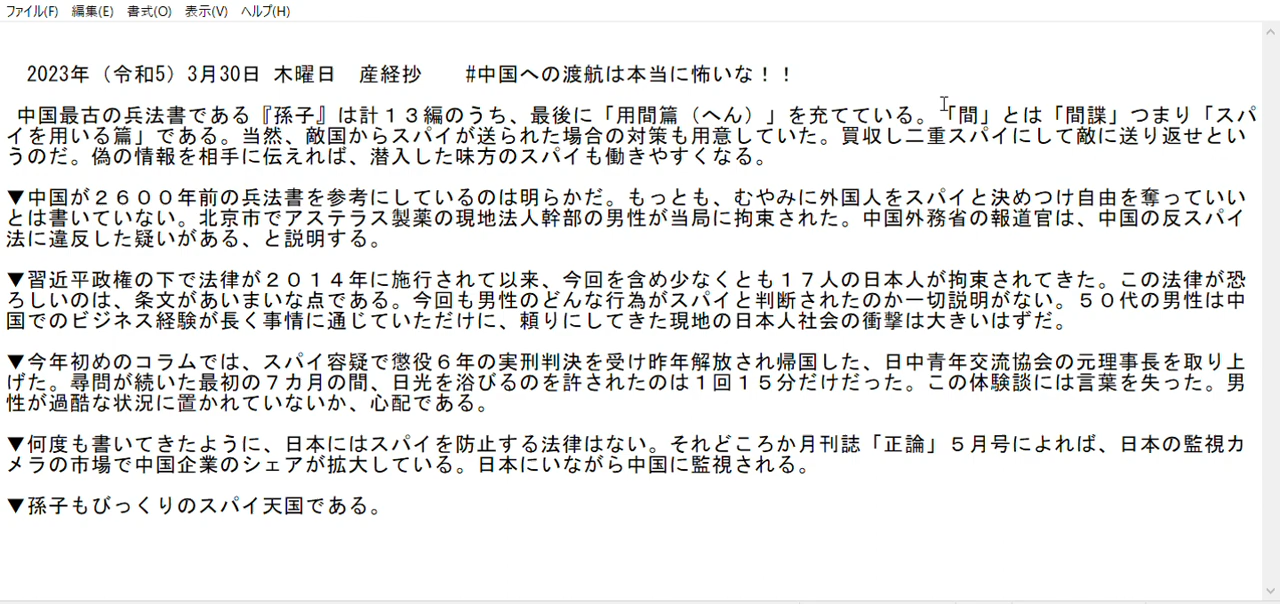 ファイル(F) 編集(E) 書式(O) 表示(V) ヘルプ(H)
2023年（令和5）3月30日 木曜日 産経抄 #中国への渡航は本当に怖いな！！
中国最古の兵法書である『孫子』は計１３編のうち、最後に「用間篇（へん）」を充てている。「間」とは「間諜」つまり「スパ
イを用いる篇」である。当然、敵国からスパイが送られた場合の対策も用意していた。買収し二重スパイにして敵に送り返せとい
うのだ。偽の情報を相手に伝えれば、潜入した味方のスパイも働きやすくなる。
▼中国が２６００年前の兵法書を参考にしているのは明らかだ。もっとも、むやみに外国人をスパイと決めつけ自由を奪っていい
とは書いていない。北京市でアステラス製薬の現地法人幹部の男性が当局に拘束された。中国外務省の報道官は、中国の反スパイ
法に違反した疑いがある、と説明する。
▼習近平政権の下で法律が２０１４年に施行されて以来、今回を含め少なくとも１７人の日本人が拘束されてきた。この法律が恐
ろしいのは、条文があいまいな点である。今回も男性のどんな行為がスパイと判断されたのか一切説明がない。５０代の男性は中
国でのビジネス経験が長く事情に通じていただけに、頼りにしてきた現地の日本人社会の衝撃は大きいはずだ。
▼今年初めのコラムでは、スパイ容疑で懲役６年の実刑判決を受け昨年解放され帰国した、日中青年交流協会の元理事長を取り上
げた。尋問が続いた最初の７カ月の間、日光を浴びるのを許されたのは１回１５分だけだった。この体験談には言葉を失った。男
性が過酷な状況に置かれていないか、心配である。
▼何度も書いてきたように、日本にはスパイを防止する法律はない。それどころか月刊誌「正論」５月号によれば、日本の監視カ
メラの市場で中国企業のシェアが拡大している。日本にいながら中国に監視される。
▼孫子もびっくりのスパイ天国である。